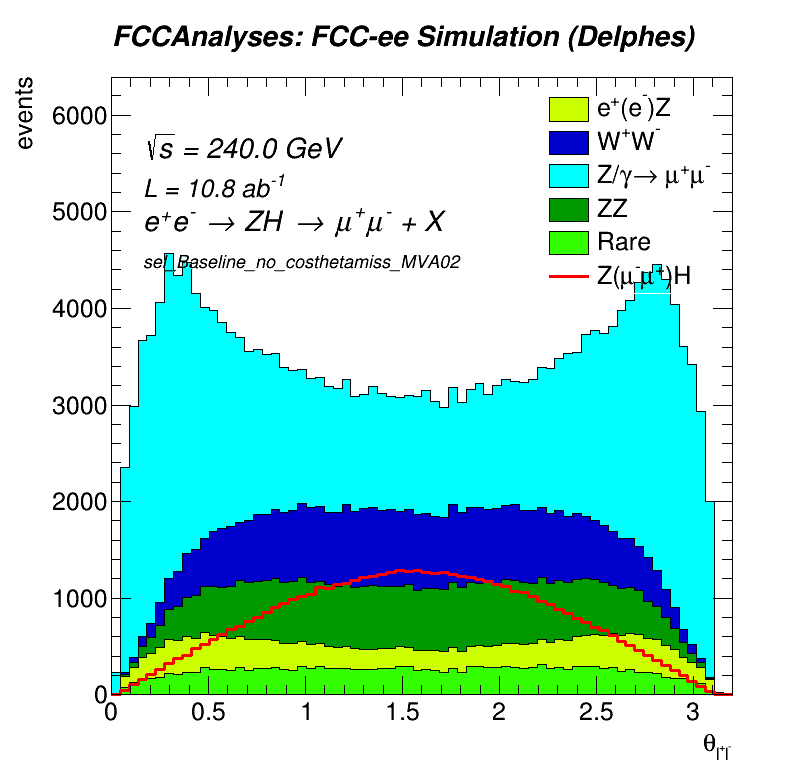 FCCAnalyses: FCC-ee Simulation (Delphes)
events
√s = 240.0 GeV
L = 10.8 ab⁻¹
e⁺e⁻ → ZH → μ⁺μ⁻ + X
sel_Baseline_no_costhetamiss_MVA02
e⁺(e⁻)Z
W⁺W⁻
Z/γ→ μ⁺μ⁻
ZZ
Rare
Z(μ⁻μ⁺)H
6000
5000
4000
3000
2000
1000
0
0 0.5 1 1.5 2 2.5 3
θ_l⁺l⁻